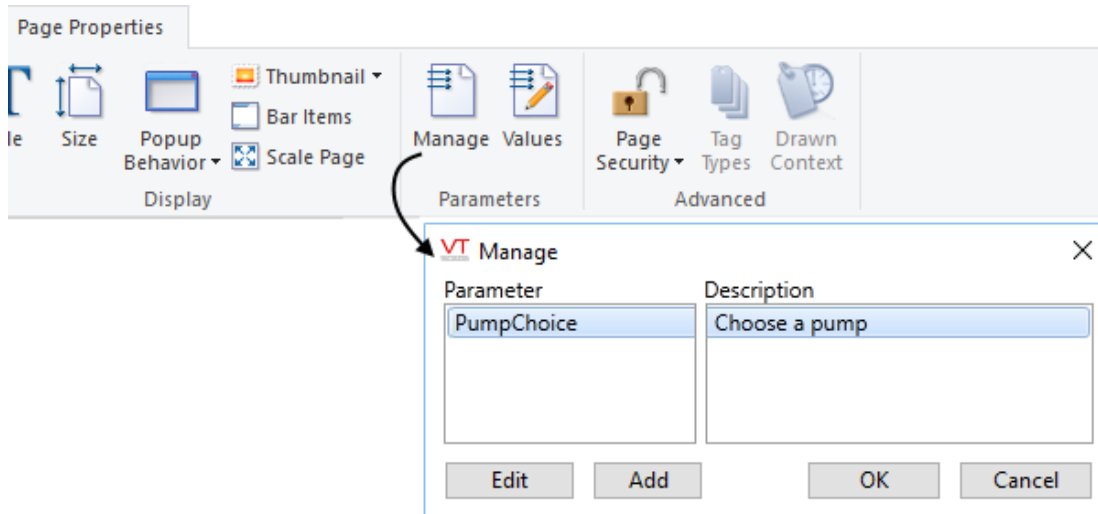 Page Properties
le
Size
Popup
Behavior
Thumbnail
Bar Items
Scale Page
Display
Manage
Values
Parameters
Page
Security
Tag
Types
Drawn
Context
Advanced
VT Manage
Parameter
Description
PumpChoice
Choose a pump
Edit
Add
OK
Cancel